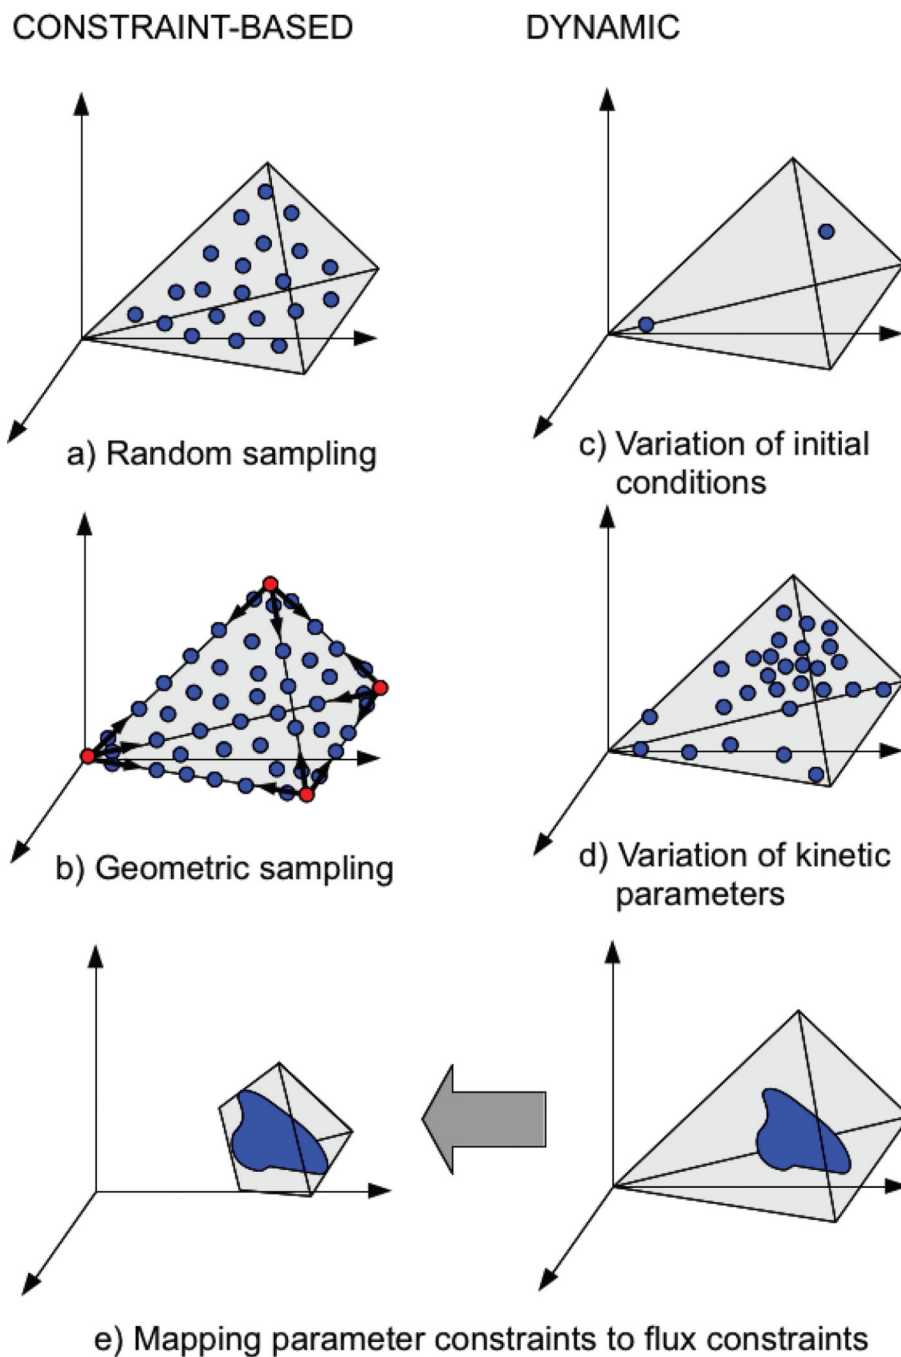 CONSTRAINT-BASED
DYNAMIC
a) Random sampling
c) Variation of initial
conditions
b) Geometric sampling
d) Variation of kinetic
parameters
e) Mapping parameter constraints to flux constraints